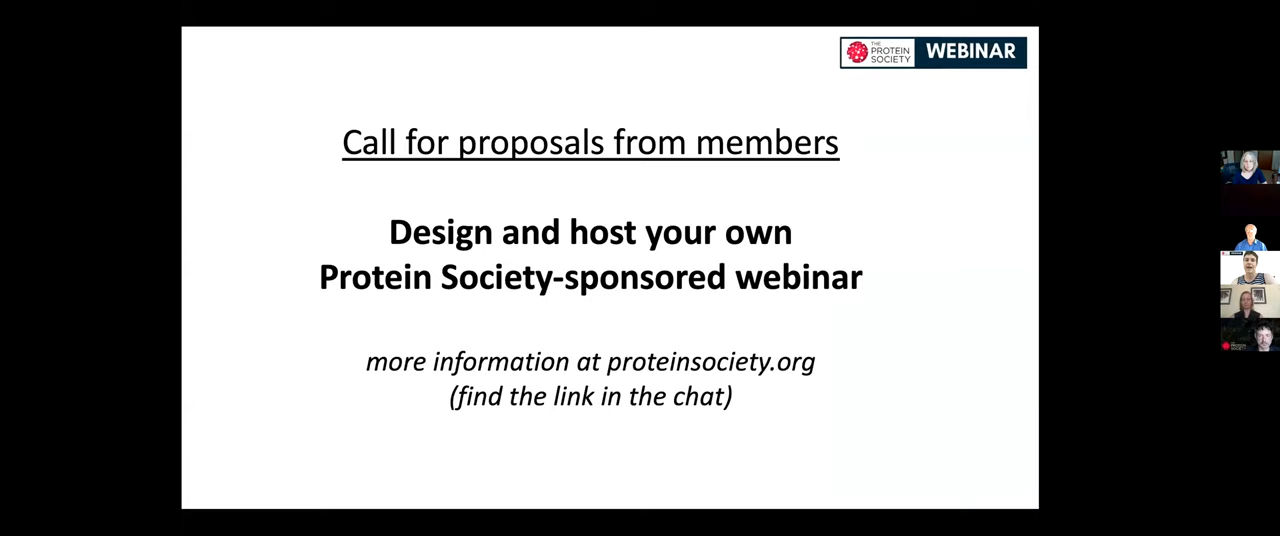 THE
PROTEIN
SOCIETY
WEBINAR
Call for proposals from members
Design and host your own
Protein Society-sponsored webinar
more information at proteinsociety.org
(find the link in the chat)